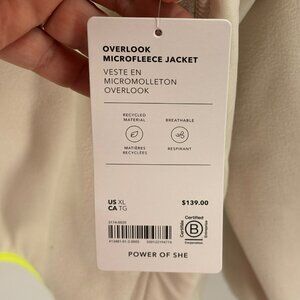 OVERLOOK
MICROFLEECE JACKET
VESTE EN
MICROMOLLETON
OVERLOOK
RECYCLED
MATERIAL
BREATHABLE
MATIÈRES
RECYCLÉES
RESPIRANT
US XL
CA TG
$139.00
Certified
B
Corporation
POWER OF SHE